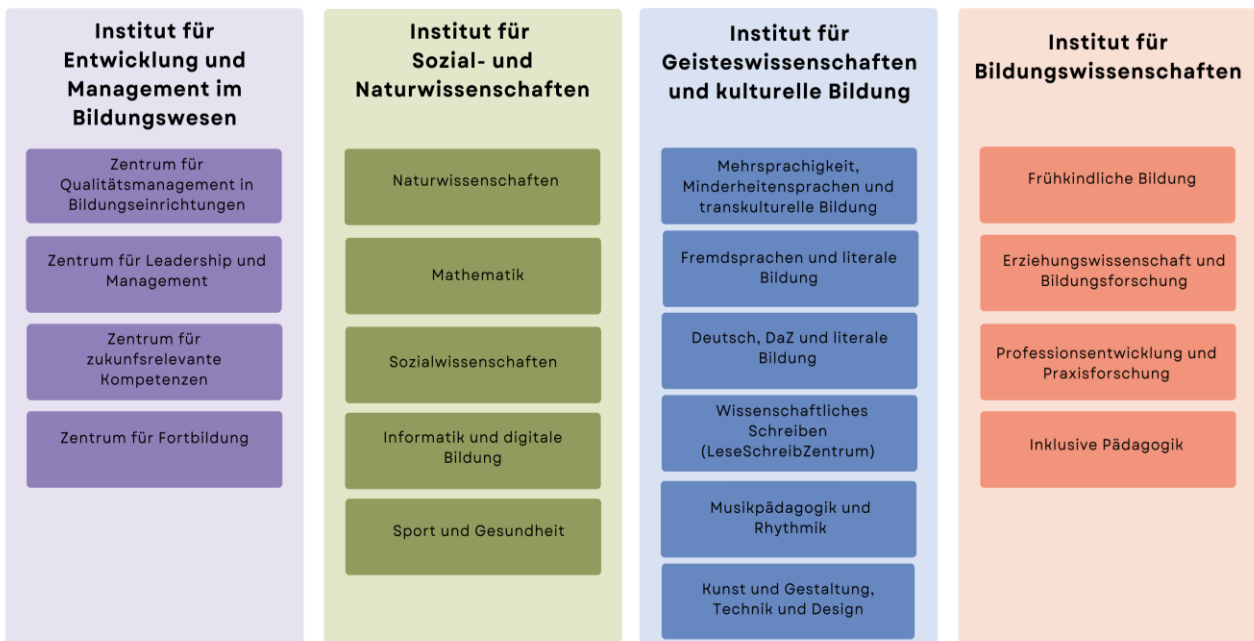 Institut für
Entwicklung und
Management im
Bildungswesen
Zentrum für
Qualitätsmanagement in
Bildungseinrichtungen
Zentrum für Leadership und
Management
Zentrum für
zukunfsrelevante
Kompetenzen
Zentrum für Fortbildung
Institut für
Sozial- und
Naturwissenschaften
Naturwissenschaften
Mathematik
Sozialwissenschaften
Informatik und digitale
Bildung
Sport und Gesundheit
Institut für
Geisteswissenschaften
und kulturelle Bildung
Mehrsprachigkeit,
Minderheitensprachen und
transkulturelle Bildung
Fremdsprachen und literale
Bildung
Deutsch, DaZ und literale
Bildung
Wissenschaftliches
Schreiben
(LeseSchreibZentrum)
Musikpädagogik und
Rhythmik
Kunst und Gestaltung,
Technik und Design
Institut für
Bildungswissenschaften
Frühkindliche Bildung
Erziehungswissenschaft und
Bildungsforschung
Professionsentwicklung und
Praxisforschung
Inklusive Pädagogik